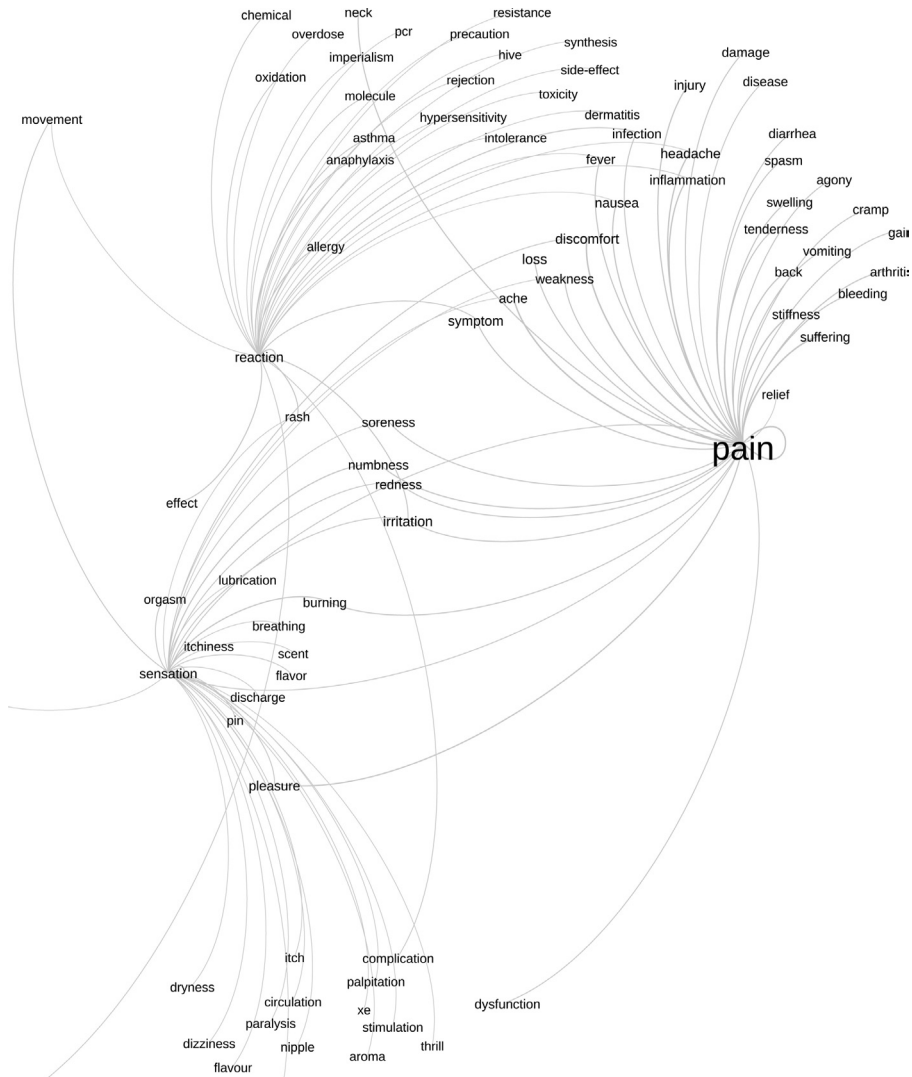 chemical
neck
resistance
overdose
pcr
precaution
synthesis
imperialism
hive
damage
oxidation
rejection
side-effect
injury
disease
molecule
toxicity
movement
hypersensitivity
dermatitis
asthma
intolerance
infection
diarrhea
anaphylaxis
fever
headache
spasm
inflammation
agony
nausea
swelling
cramp
allergy
discomfort
tenderness
gain
loss
vomiting
weakness
back
arthritis
ache
bleeding
symptom
stiffness
reaction
suffering
relief
rash
soreness
pain
numbness
redness
effect
irritation
lubrication
orgasm
burning
breathing
itchiness
scent
sensation
flavor
discharge
pin
pleasure
itch
complication
dryness
palpitation
circulation
dysfunction
xe
paralysis
stimulation
dizziness
nipple
thrill
aroma
flavour